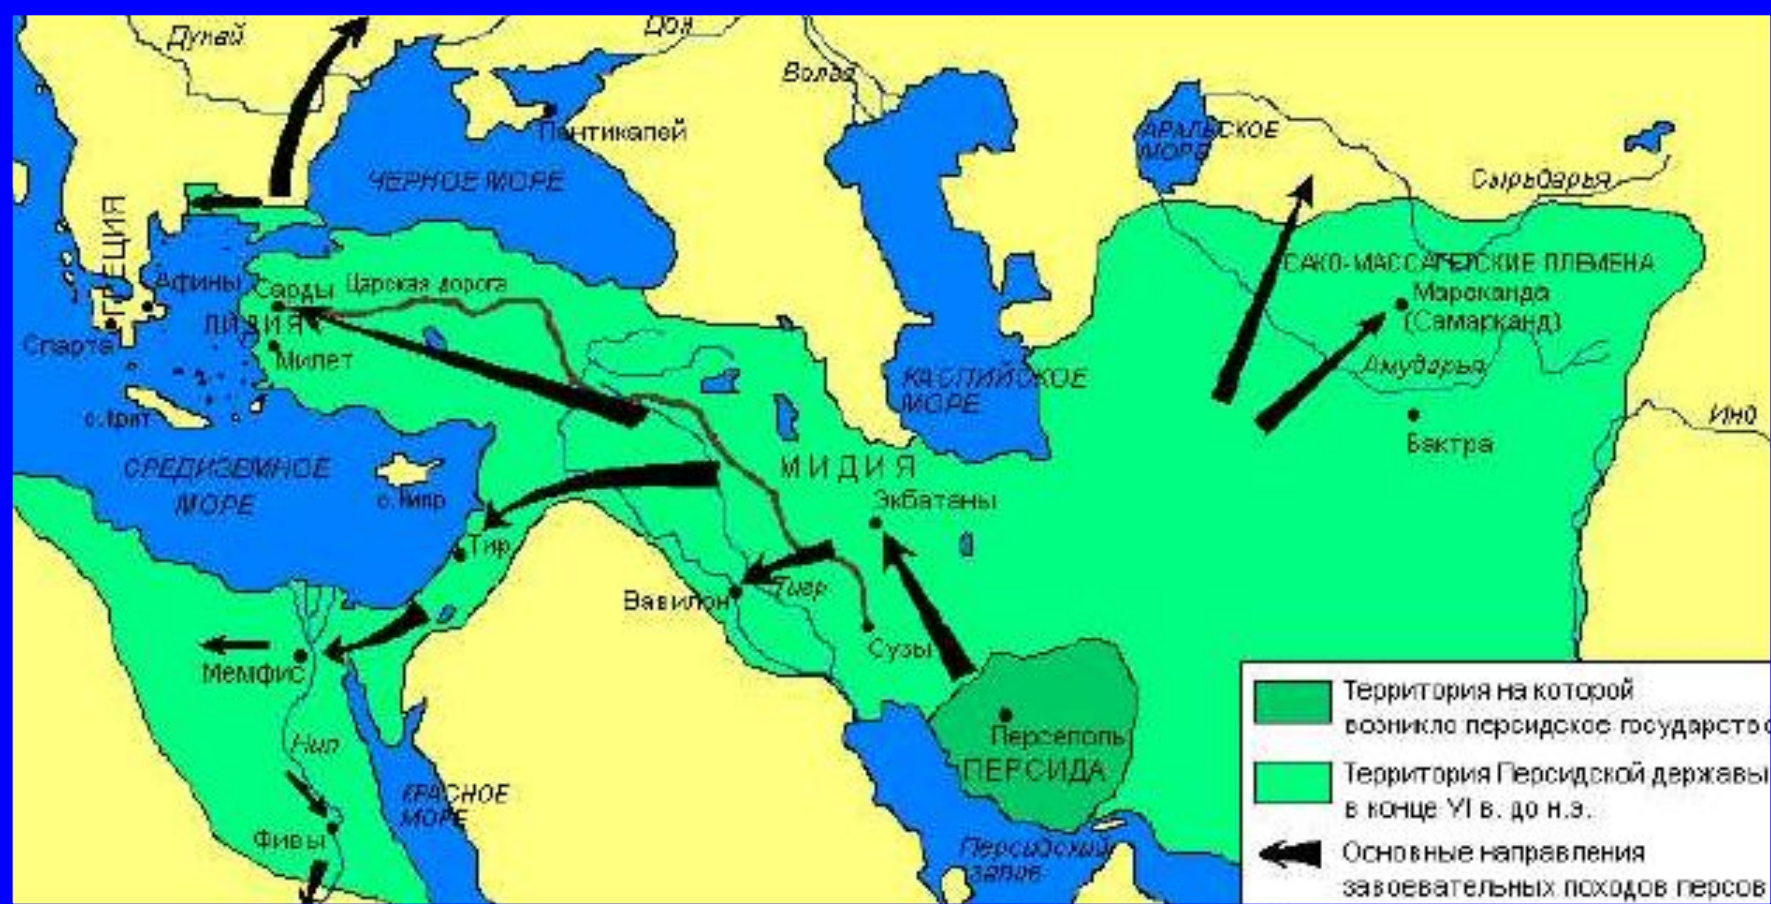 Дунай
Дон
Волга
Пантикапей
ЧЕРНОЕ МОРЕ
АРАЛЬСКОЕ
МОРЕ
Сырьдарья
ГРЕЦИЯ
Афины
Сарды
Царская дорога
ЛИДИЯ
Спарта
Милет
САКО-МАССАГЕТСКИЕ ПЛЕМЕНА
Мараканда
(Самарканд)
Амударья
КАСПИЙСКОЕ
МОРЕ
Инд
Бактра
о.Крит
СРЕДИЗЕМНОЕ
МОРЕ
о.Кипр
МИДИЯ
Экбатаны
Тир
Вавилон
Тигр
Сузы
Мемфис
Нил
Персеполь
ПЕРСИДА
КРАСНОЕ
МОРЕ
Фивы
Персидский
залив
Территория на которой
возникло персидское государство
Территория Персидской державы
в конце VI в. до н.э.
Основные направления
завоевательных походов персов